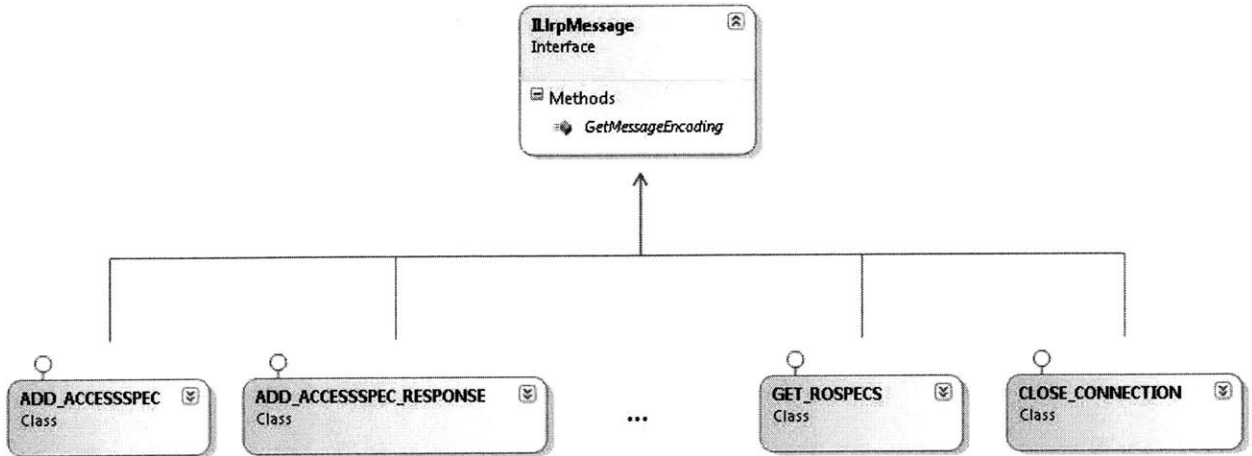 ILlrpMessage
Interface
Methods
GetMessageEncoding
ADD_ACCESSSPEC
Class
ADD_ACCESSSPEC_RESPONSE
Class
...
GET_ROSPECS
Class
CLOSE_CONNECTION
Class